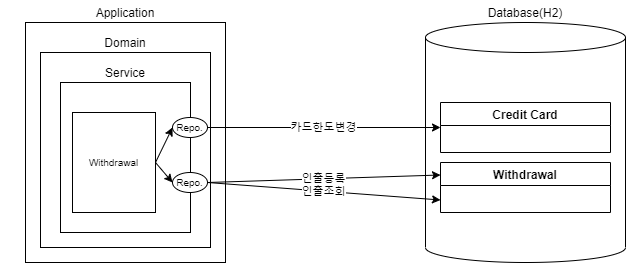 Application
Database(H2)
Domain
Service
Withdrawal
Repo.
Repo.
카드한도변경
인출등록
인출조회
Credit Card
Withdrawal